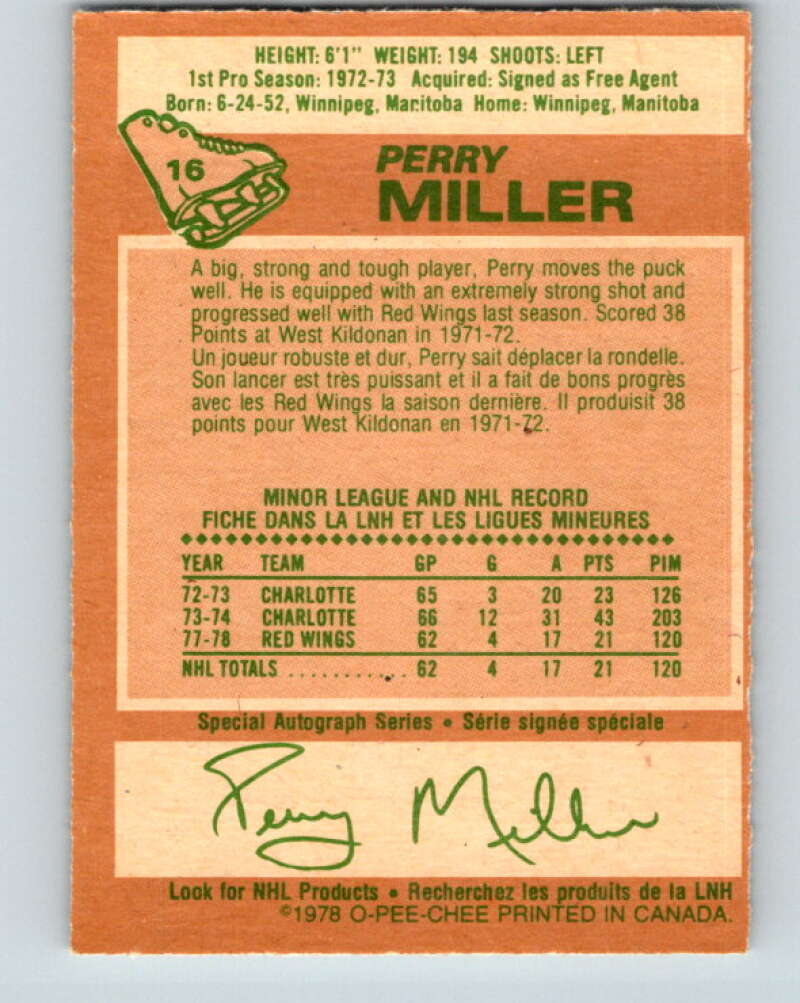 HEIGHT: 6'1" WEIGHT: 194 SHOOTS: LEFT
1st Pro Season: 1972-73 Acquired: Signed as Free Agent
Born: 6-24-52, Winnipeg, Manitoba Home: Winnipeg, Manitoba
16
PERRY
MILLER
A big, strong and tough player, Perry moves the puck
well. He is equipped with an extremely strong shot and
progressed well with Red Wings last season. Scored 38
Points at West Kildonan in 1971-72.
Un joueur robuste et dur, Perry sait déplacer la rondelle.
Son lancer est très puissant et il a fait de bons progrès
avec les Red Wings la saison dernière. Il produisit 38
points pour West Kildonan en 1971-72.
MINOR LEAGUE AND NHL RECORD
FICHE DANS LA LNH ET LES LIGUES MINEURES
YEAR TEAM GP G A PTS PIM
72-73 CHARLOTTE 65 3 20 23 126
73-74 CHARLOTTE 66 12 31 43 203
77-78 RED WINGS 62 4 17 21 120
NHL TOTALS ........... 62 4 17 21 120
Special Autograph Series • Série signée spéciale
Perry Miller
Look for NHL Products • Recherchez les produits de la LNH
©1978 O-PEE-CHEE PRINTED IN CANADA.